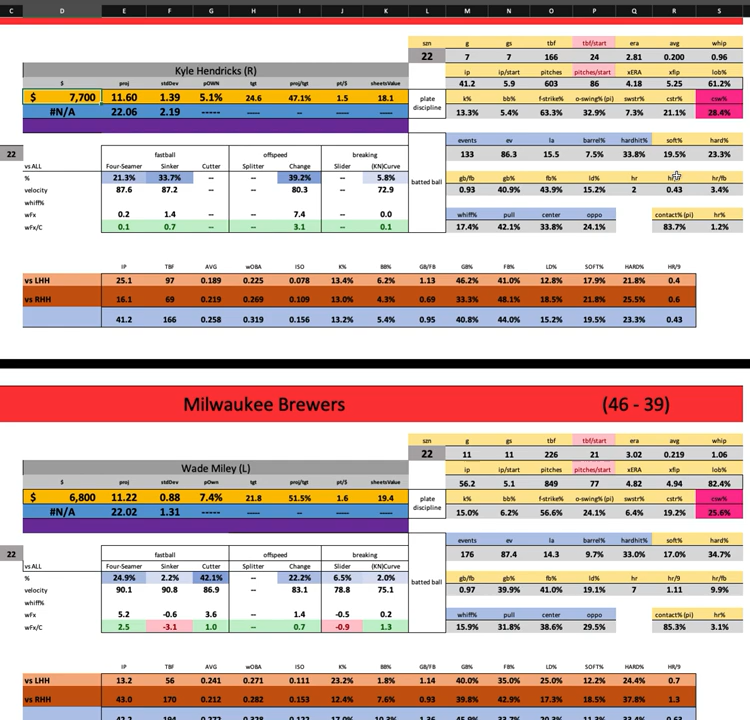 C D E F G H I J K L M N O P Q R S
szn g gs tbf tbf/start era avg whip
22 7 7 166 24 2.81 0.200 0.96
Kyle Hendricks (R) ip ip/start pitches pitches/start xERA xfip lob%
$ proj stdDev pOWN tgt proj/tgt pt/$ sheetsValue 41.2 5.9 603 86 4.18 5.25 61.2%
$ 7,700 11.60 1.39 5.1% 24.6 47.1% 1.5 18.1 plate discipline k% bb% f-strike% o-swing% (pi) swstr% cstr% csw%
#N/A 22.06 2.19 ----- -- ----- -- ----- 13.3% 5.4% 63.3% 32.9% 7.3% 21.1% 28.4%
events ev la barrel% hardhit% soft% hard%
22 fastball offspeed breaking 133 86.3 15.5 7.5% 33.8% 19.5% 23.3%
vs ALL Four-Seamer Sinker Cutter Splitter Change Slider (KN)Curve
% 21.3% 33.7% -- -- 39.2% -- 5.8% batted ball gb/fb gb% fb% ld% hr hr/fb
velocity 87.6 87.2 -- -- 80.3 -- 72.9 0.93 40.9% 43.9% 15.2% 2 0.43 3.4%
whiff%
wFx 0.2 1.4 -- -- 7.4 -- 0.0 whiff% pull center oppo contact% (pi) hr%
wFx/C 0.1 0.7 -- -- 3.1 -- 0.1 17.4% 42.1% 33.8% 24.1% 83.7% 1.2%
IP TBF AVG wOBA ISO K% BB% GB/FB GB% FB% LD% SOFT% HARD% HR/9
vs LHH 25.1 97 0.189 0.225 0.078 13.4% 6.2% 1.13 46.2% 41.0% 12.8% 17.9% 21.8% 0.4
vs RHH 16.1 69 0.219 0.269 0.109 13.0% 4.3% 0.69 33.3% 48.1% 18.5% 21.8% 25.5% 0.6
41.2 166 0.258 0.319 0.156 13.2% 5.4% 0.95 40.8% 44.0% 15.2% 19.5% 23.3% 0.43
Milwaukee Brewers (46 - 39)
szn g gs tbf tbf/start era avg whip
22 11 11 226 21 3.02 0.219 1.06
Wade Miley (L) ip ip/start pitches pitches/start xERA xfip lob%
$ proj stdDev pOwn tgt proj/tgt pt/$ sheetsValue 56.2 5.1 849 77 4.82 4.94 82.4%
$ 6,800 11.22 0.88 7.4% 21.8 51.5% 1.6 19.4 plate discipline k% bb% f-strike% o-swing% (pi) swstr% cstr% csw%
#N/A 22.02 1.31 ----- -- ----- -- ----- 15.0% 6.2% 56.6% 24.1% 6.4% 19.2% 25.6%
events ev la barrel% hardhit% soft% hard%
22 fastball offspeed breaking 176 87.4 14.3 9.7% 33.0% 17.0% 34.7%
vs ALL Four-Seamer Sinker Cutter Splitter Change Slider (KN)Curve
% 24.9% 2.2% 42.1% -- 22.2% 6.5% 2.0% batted ball gb/fb gb% fb% ld% hr hr/9 hr/fb
velocity 90.1 90.8 86.9 -- 83.1 78.8 75.1 0.97 39.9% 41.0% 19.1% 7 1.11 9.9%
whiff%
wFx 5.2 -0.6 3.6 -- 1.4 -0.5 0.2 whiff% pull center oppo contact% (pi) hr%
wFx/C 2.5 -3.1 1.0 -- 0.7 -0.9 1.3 15.9% 31.8% 38.6% 29.5% 85.3% 3.1%
IP TBF AVG wOBA ISO K% BB% GB/FB GB% FB% LD% SOFT% HARD% HR/9
vs LHH 13.2 56 0.241 0.271 0.111 23.2% 1.8% 1.14 40.0% 35.0% 25.0% 12.2% 24.4% 0.7
vs RHH 43.0 170 0.212 0.282 0.153 12.4% 7.6% 0.93 39.8% 42.9% 17.3% 18.5% 37.8% 1.3